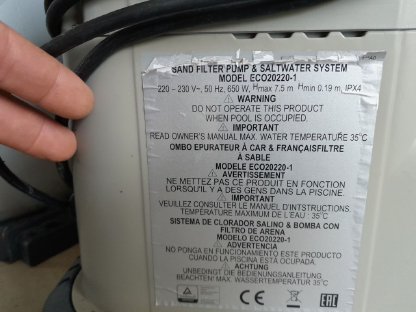 SAND FILTER PUMP & SALTWATER SYSTEM
MODEL ECO20220-1
220 - 230 V~, 50 Hz, 650 W, Hmax 7.5 m Hmin 0.19 m, IPX4
WARNING
DO NOT OPERATE THIS PRODUCT
WHEN POOL IS OCCUPIED.
IMPORTANT
READ OWNER'S MANUAL MAX. WATER TEMPERATURE 35°C
OMBO EPURATEUR À CAR & FRANÇAISFILTRE
À SABLE
MODELE ECO20220-1
AVERTISSEMENT
NE METTEZ PAS CE PRODUIT EN FONCTION
LORSQU'IL Y A DES GENS DANS LA PISCINE.
IMPORTANT
VEUILLEZ CONSULTER LE MANUEL D'INTSTRUCTIONS.
TEMPÉRATURE MAXIMUM DE L'EAU : 35°C
SISTEMA DE CLORADOR SALINO & BOMBA CON
FILTRO DE ARENA
MODELO ECO20220-1
ADVERTENCIA
NO PONGA EN FUNCIONAMIENTO ESTE PRODUCTO
CUANDO LA PISCINA ESTÁ OCUPADA.
ACHTUNG
UNBEDINGT DIE BEDIENUNGSANLEITUNG
BEACHTEN! MAX. WASSERTEMPERATUR 35°C
CE
EAC